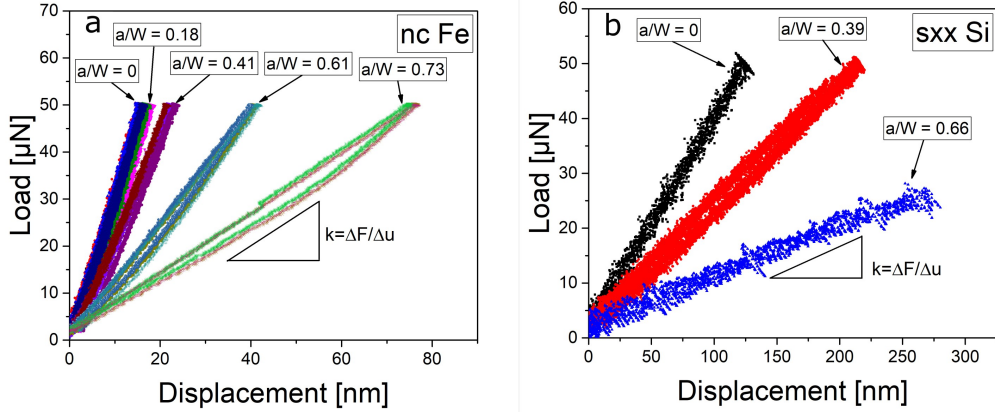 a
nc Fe
a/W = 0.18
a/W = 0
a/W = 0.41
a/W = 0.61
a/W = 0.73
k=ΔF/Δu
Load [µN]
70
60
50
40
30
20
10
0
0
20
40
60
80
Displacement [nm]
b
sxx Si
a/W = 0
a/W = 0.39
a/W = 0.66
k=ΔF/Δu
Load [µN]
60
50
40
30
20
10
0
0
50
100
150
200
250
300
Displacement [nm]